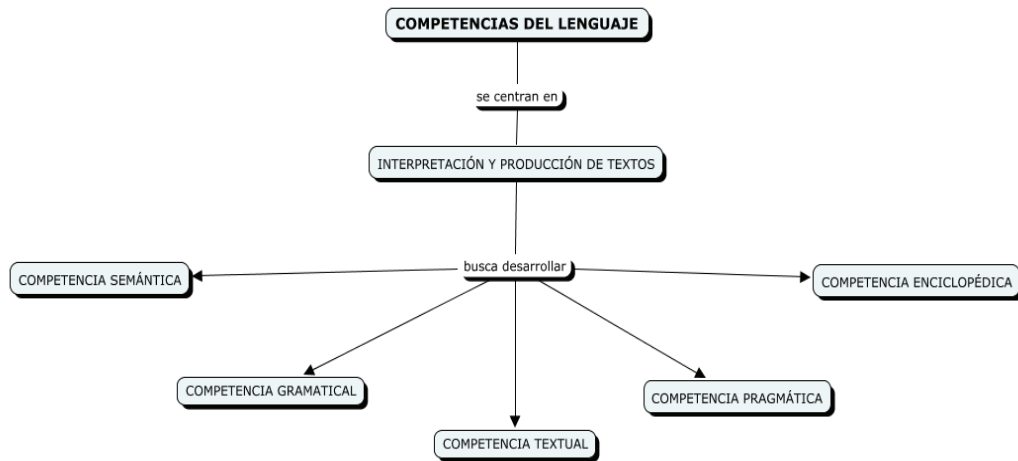 COMPETENCIAS DEL LENGUAJE
se centran en
INTERPRETACIÓN Y PRODUCCIÓN DE TEXTOS
busca desarrollar
COMPETENCIA SEMÁNTICA
COMPETENCIA ENCICLOPÉDICA
COMPETENCIA GRAMATICAL
COMPETENCIA PRAGMÁTICA
COMPETENCIA TEXTUAL